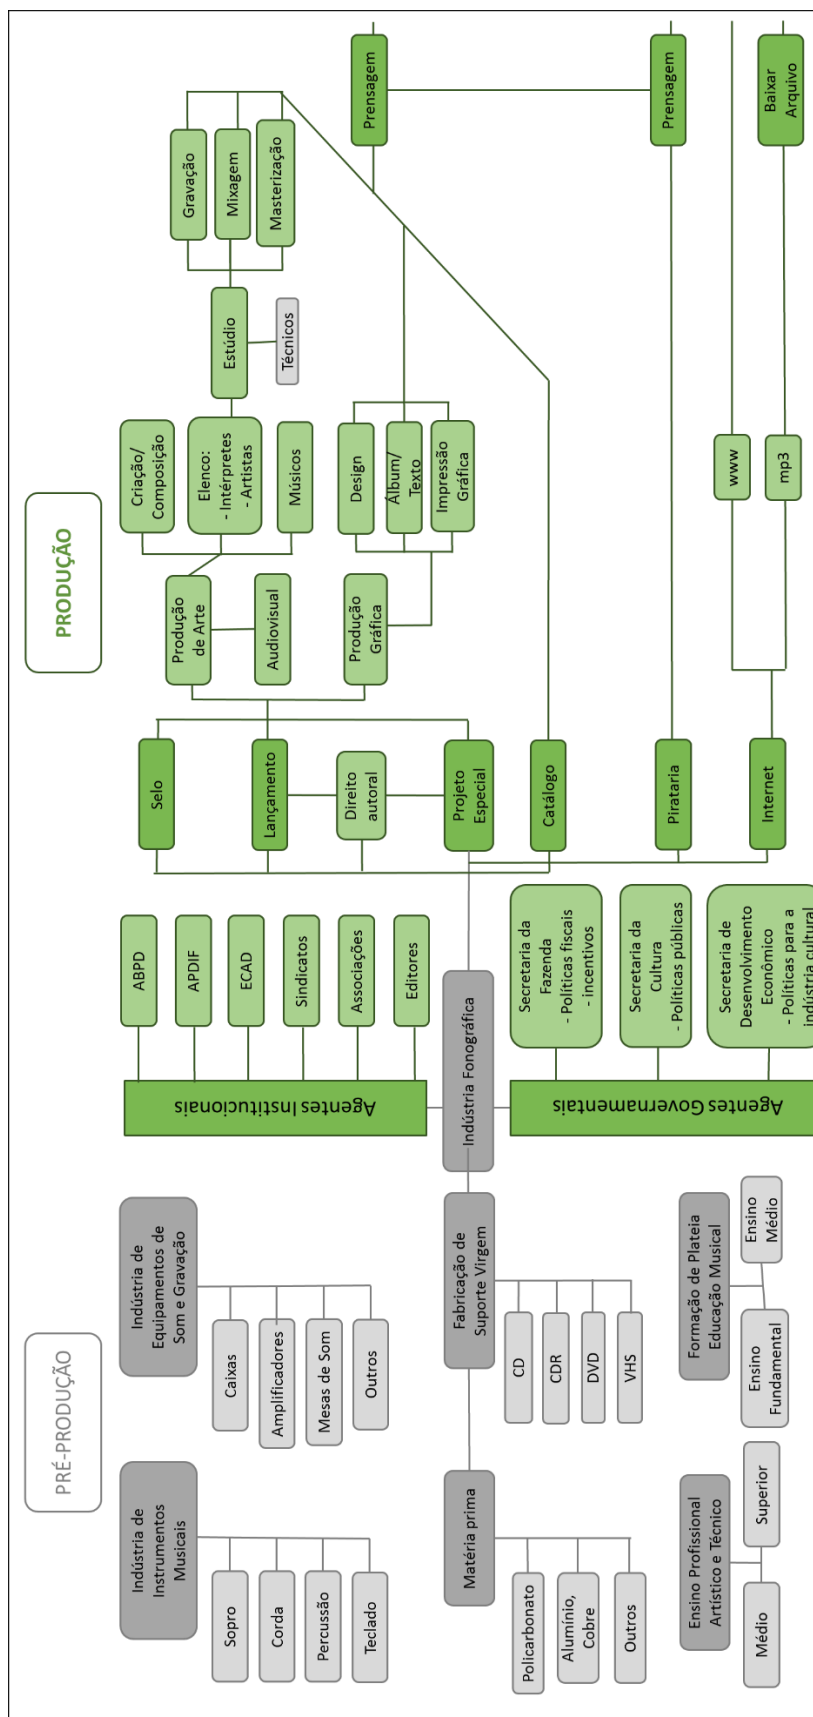 PRÉ-PRODUÇÃO
PRODUÇÃO
Indústria de
Instrumentos
Musicais
Sopro
Corda
Percussão
Teclado
Indústria de
Equipamentos de
Som e Gravação
Caixas
Amplificadores
Mesas de Som
Outros
Matéria prima
Policarbonato
Alumínio,
Cobre
Outros
Fabricação de
Suporte Virgem
CD
CDR
DVD
VHS
Ensino Profissional
Artístico e Técnico
Médio
Superior
Formação de Plateia
Educação Musical
Ensino
Fundamental
Ensino
Médio
Indústria Fonográfica
Agentes Institucionais
ABPD
APDIF
ECAD
Sindicatos
Associações
Editores
Agentes Governamentais
Secretaria da
Fazenda
- Políticas fiscais
- incentivos
Secretaria da
Cultura
- Políticas públicas
Secretaria de
Desenvolvimento
Econômico
- Políticas para a
indústria cultural
Selo
Lançamento
Direito
autoral
Projeto
Especial
Catálogo
Pirataria
Internet
Produção
de Arte
Audiovisual
Produção
Gráfica
Criação/
Composição
Elenco:
- Intérpretes
- Artistas
Músicos
Design
Álbum/
Texto
Impressão
Gráfica
Estúdio
Técnicos
Gravação
Mixagem
Masterização
www
mp3
Prensagem
Prensagem
Baixar
Arquivo